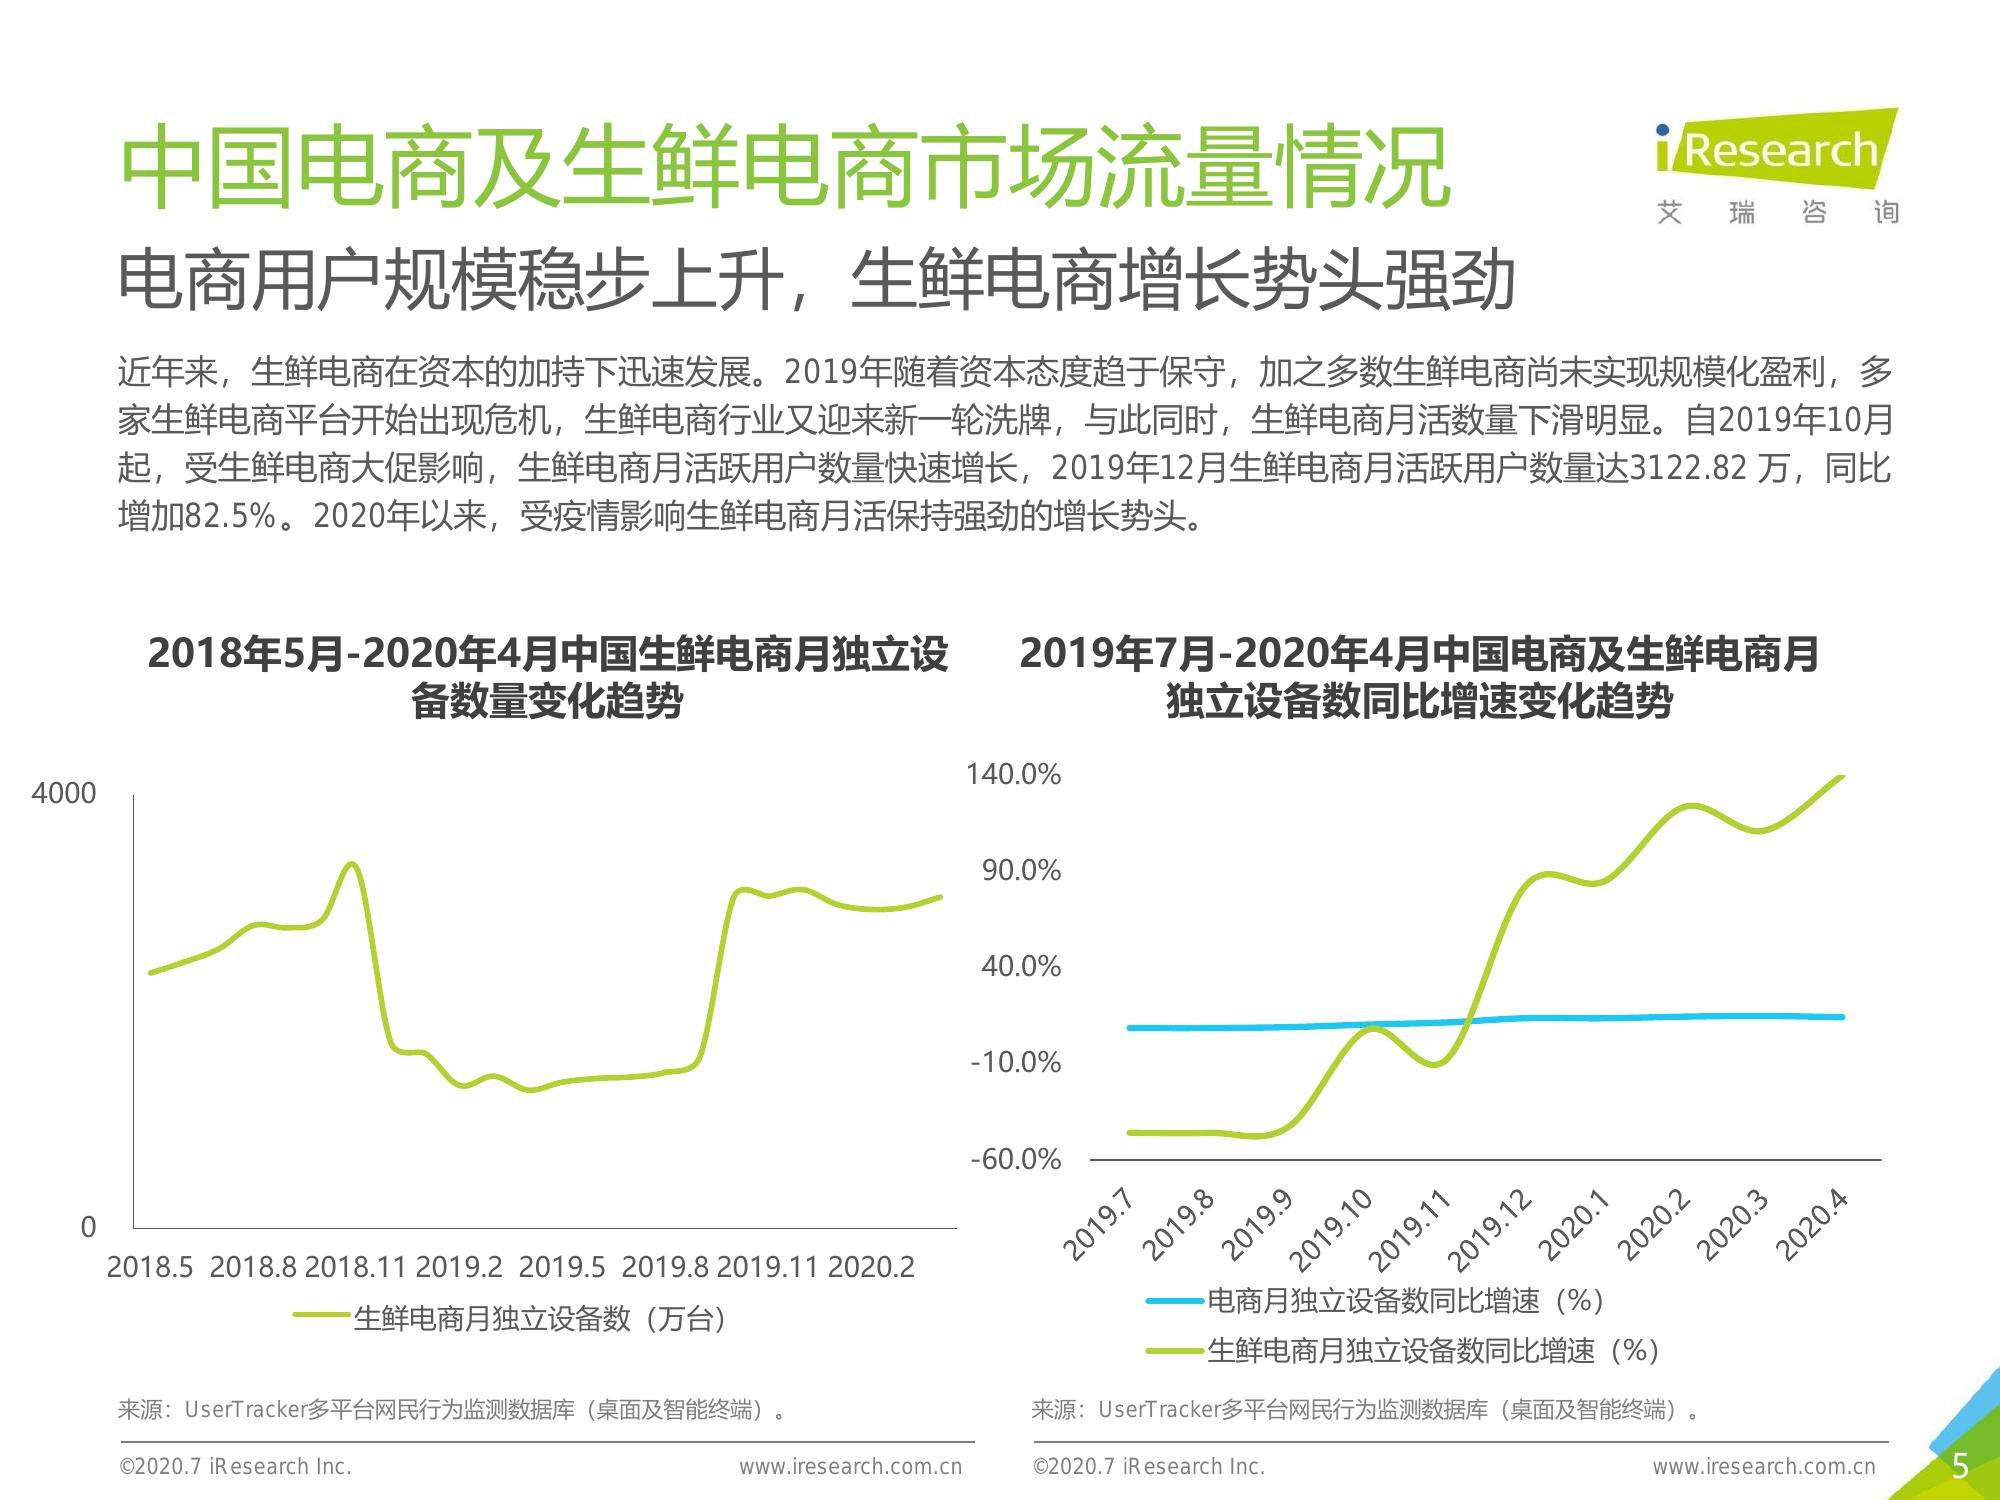 中国电商及生鲜电商市场流量情况
iResearch
艾瑞咨询
电商用户规模稳步上升，生鲜电商增长势头强劲
近年来，生鲜电商在资本的加持下迅速发展。2019年随着资本态度趋于保守，加之多数生鲜电商尚未实现规模化盈利，多
家生鲜电商平台开始出现危机，生鲜电商行业又迎来新一轮洗牌，与此同时，生鲜电商月活数量下滑明显。自2019年10月
起，受生鲜电商大促影响，生鲜电商月活跃用户数量快速增长，2019年12月生鲜电商月活跃用户数量达3122.82 万，同比
增加82.5%。2020年以来，受疫情影响生鲜电商月活保持强劲的增长势头。
2018年5月-2020年4月中国生鲜电商月独立设
备数量变化趋势
4000
0
2018.5 2018.8 2018.11 2019.2 2019.5 2019.8 2019.11 2020.2
生鲜电商月独立设备数（万台）
来源：UserTracker多平台网民行为监测数据库（桌面及智能终端）。
©2020.7 iResearch Inc. www.iresearch.com.cn
2019年7月-2020年4月中国电商及生鲜电商月
独立设备数同比增速变化趋势
140.0%
90.0%
40.0%
-10.0%
-60.0%
2019.7 2019.8 2019.9 2019.10 2019.11 2019.12 2020.1 2020.2 2020.3 2020.4
电商月独立设备数同比增速（%）
生鲜电商月独立设备数同比增速（%）
来源：UserTracker多平台网民行为监测数据库（桌面及智能终端）。
©2020.7 iResearch Inc. www.iresearch.com.cn
5